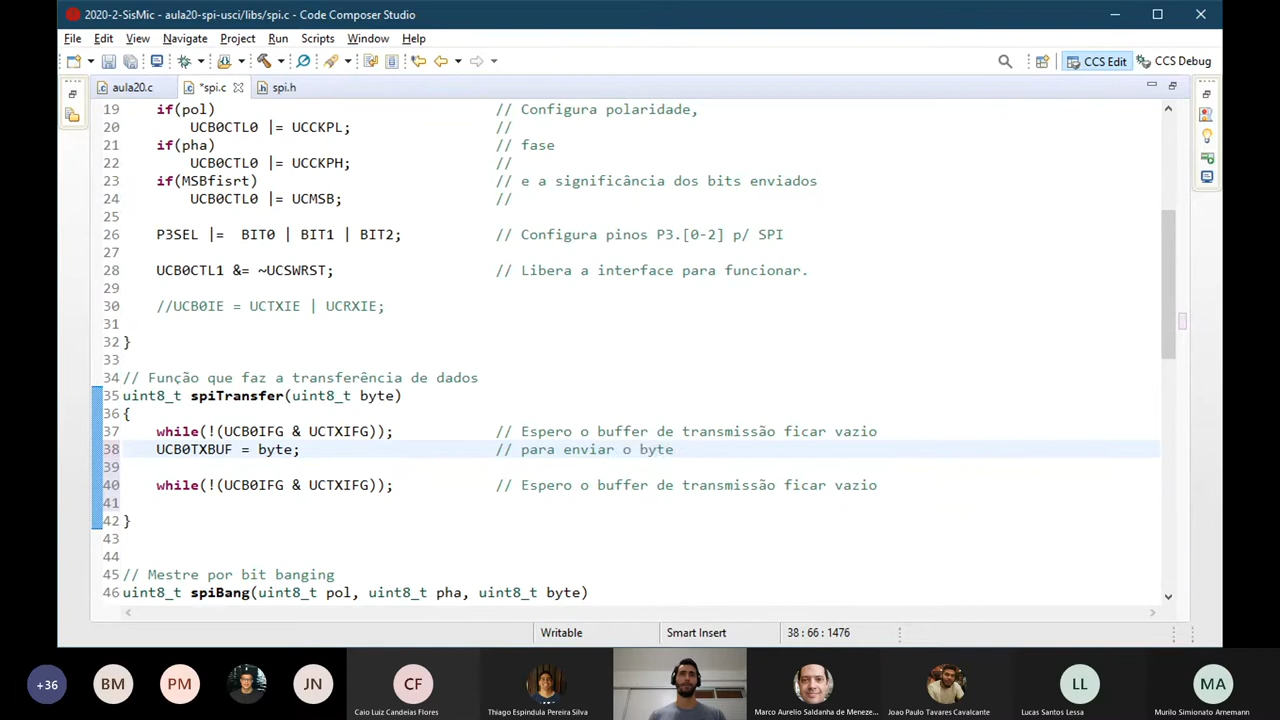 2020-2-SisMic - aula20-spi-usci/libs/spi.c - Code Composer Studio
File Edit View Navigate Project Run Scripts Window Help
CCS Edit CCS Debug
aula20.c *spi.c spi.h
19 if(pol) // Configura polaridade,
20 UCB0CTL0 |= UCCKPL; //
21 if(pha) // fase
22 UCB0CTL0 |= UCCKPH; //
23 if(MSBfisrt) // e a significância dos bits enviados
24 UCB0CTL0 |= UCMSB; //
25
26 P3SEL |= BIT0 | BIT1 | BIT2; // Configura pinos P3.[0-2] p/ SPI
27
28 UCB0CTL1 &= ~UCSWRST; // Libera a interface para funcionar.
29
30 //UCB0IE = UCTXIE | UCRXIE;
31
32 }
33
34 // Função que faz a transferência de dados
35 uint8_t spiTransfer(uint8_t byte)
36 {
37 while(!(UCB0IFG & UCTXIFG)); // Espero o buffer de transmissão ficar vazio
38 UCB0TXBUF = byte; // para enviar o byte
39
40 while(!(UCB0IFG & UCTXIFG)); // Espero o buffer de transmissão ficar vazio
41
42 }
43
44
45 // Mestre por bit banging
46 uint8_t spiBang(uint8_t pol, uint8_t pha, uint8_t byte)
Writable Smart Insert 38 : 66 : 1476
+36 BM PM JN CF LL MA
Caio Luiz Candeias Flores Thiago Espindula Pereira Silva Marco Aurelio Saldanha de Meneze... Joao Paulo Tavares Cavalcante Lucas Santos Lessa Murilo Simionato Arnemann